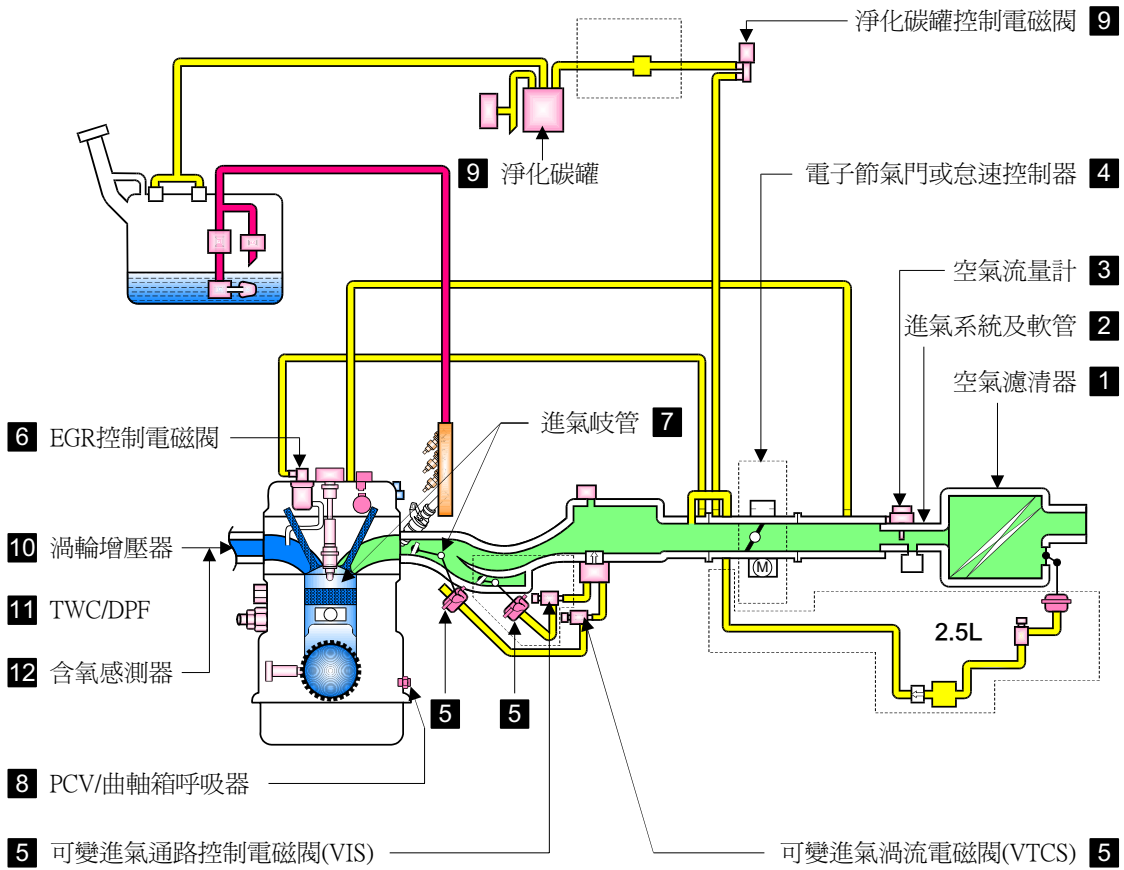 淨化碳罐控制電磁閥 9
9 淨化碳罐
電子節氣門或怠速控制器 4
空氣流量計 3
進氣系統及軟管 2
空氣濾清器 1
6 EGR控制電磁閥
進氣岐管 7
10 渦輪增壓器
11 TWC/DPF
12 含氧感測器
M
2.5L
5
5
8 PCV/曲軸箱呼吸器
5 可變進氣通路控制電磁閥(VIS)
可變進氣渦流電磁閥(VTCS) 5